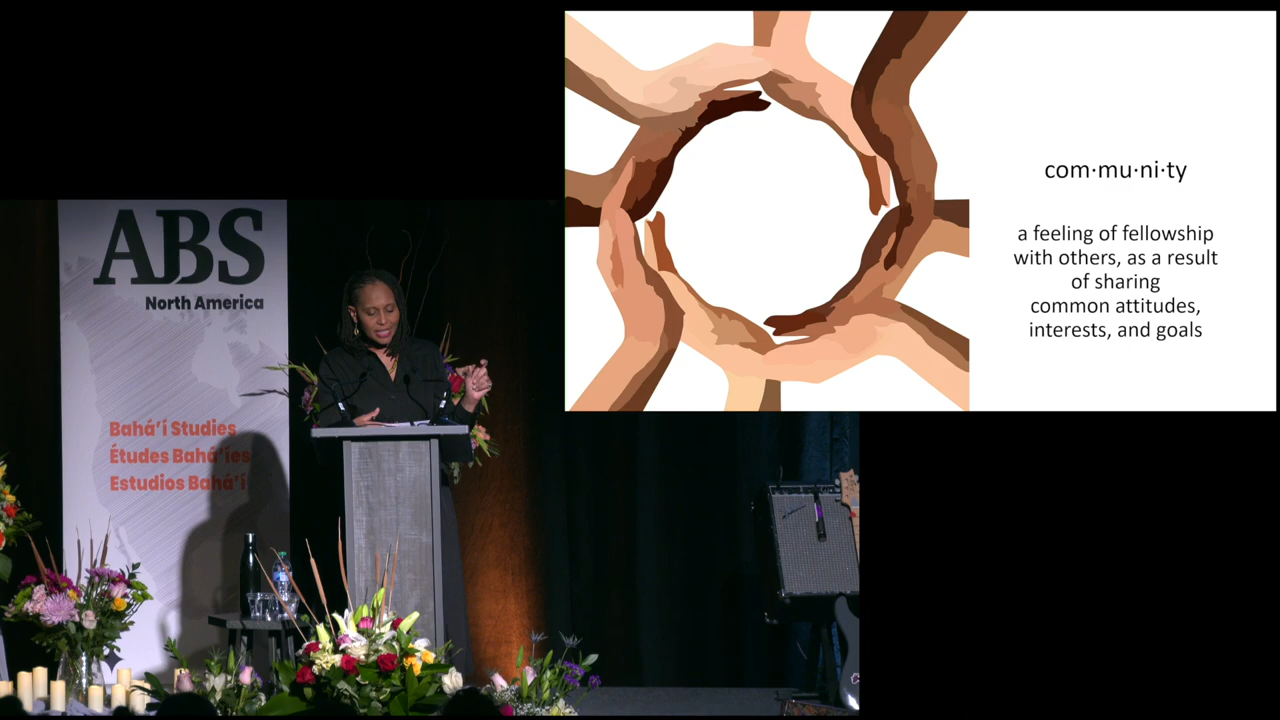 ABS
North America
Bahá'í Studies
Études Bahá'íes
Estudios Bahá'í
com·mu·ni·ty
a feeling of fellowship
with others, as a result
of sharing
common attitudes,
interests, and goals